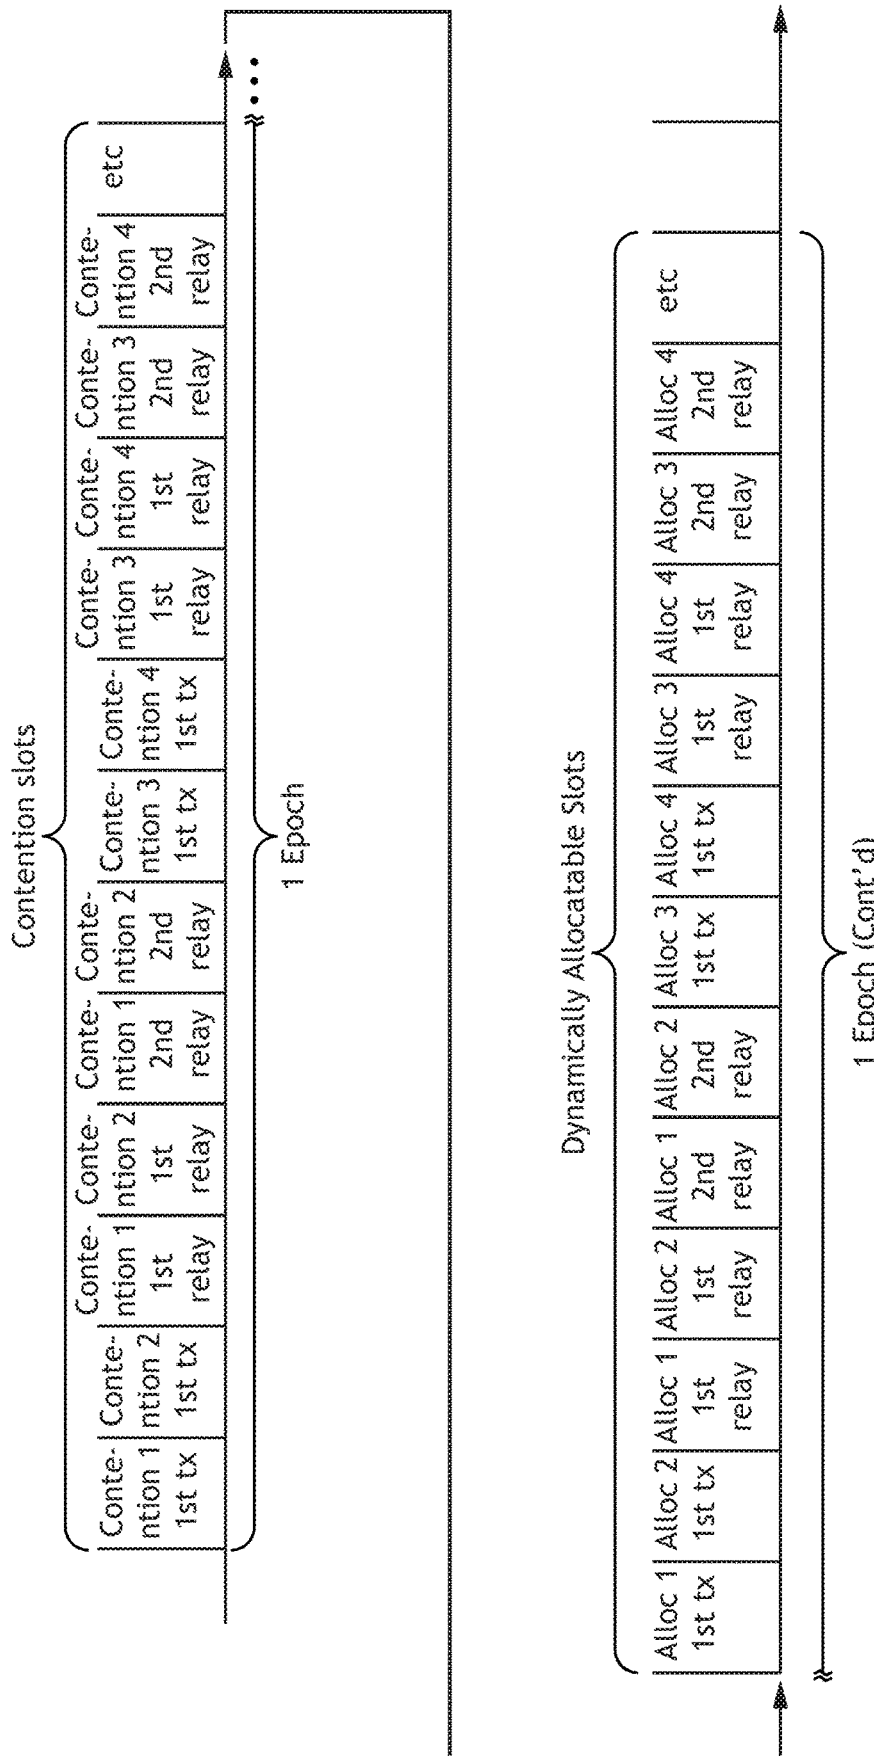 Contention slots
Conte-
ntion 1
1st tx
Conte-
ntion 2
1st tx
Conte-
ntion 1
1st
relay
Conte-
ntion 2
1st
relay
Conte-
ntion 1
2nd
relay
Conte-
ntion 2
2nd
relay
Conte-
ntion 3
1st tx
Conte-
ntion 4
1st tx
Conte-
ntion 3
1st
relay
Conte-
ntion 4
1st
relay
Conte-
ntion 3
2nd
relay
Conte-
ntion 4
2nd
relay
etc
1 Epoch
Dynamically Allocatable Slots
Alloc 1
1st tx
Alloc 2
1st tx
Alloc 1
1st
relay
Alloc 2
1st
relay
Alloc 1
2nd
relay
Alloc 2
2nd
relay
Alloc 3
1st tx
Alloc 4
1st tx
Alloc 3
1st
relay
Alloc 4
1st
relay
Alloc 3
2nd
relay
Alloc 4
2nd
relay
etc
1 Epoch (Cont'd)